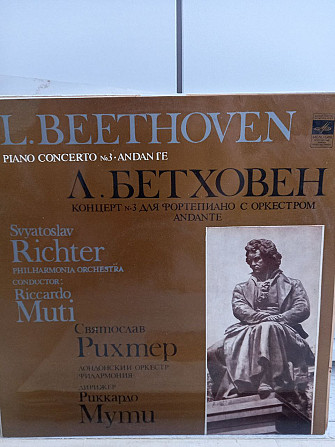 L. BEETHOVEN
PIANO CONCERTO №3 · ANDANTE
Л. БЕТХОВЕН
КОНЦЕРТ №3 ДЛЯ ФОРТЕПИАНО С ОРКЕСТРОМ
ANDANTE
Svyatoslav
Richter
PHILHARMONIA ORCHESTRA
CONDUCTOR:
Riccardo
Muti
Святослав
Рихтер
ЛОНДОНСКИЙ ОРКЕСТР
ФИЛАРМОНИЯ
ДИРИЖЕР
Риккардо
Мути